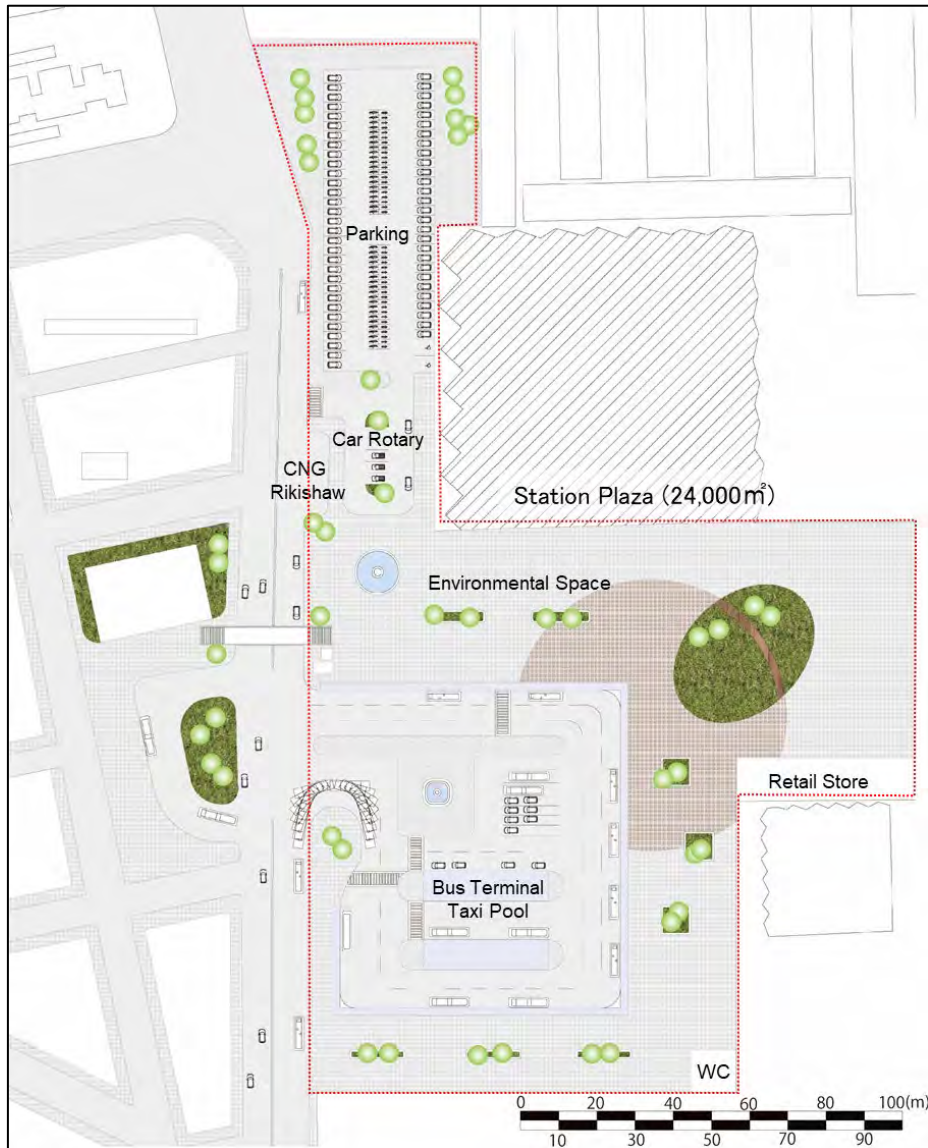 Parking
Car Rotary
CNG
Rikishaw
Station Plaza (24,000㎡)
Environmental Space
Retail Store
Bus Terminal
Taxi Pool
WC
0 20 40 60 80 100(m)
10 30 50 70 90